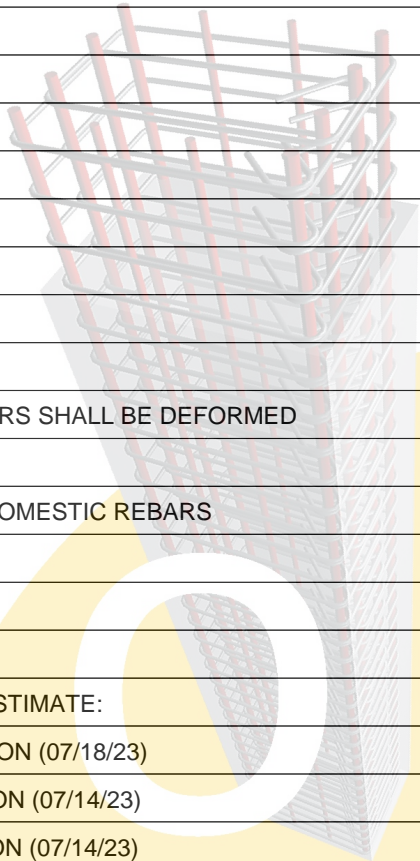 RS SHALL BE DEFORMED
OMESTIC REBARS
STIMATE:
ON (07/18/23)
ON (07/14/23)
ON (07/14/23)
O